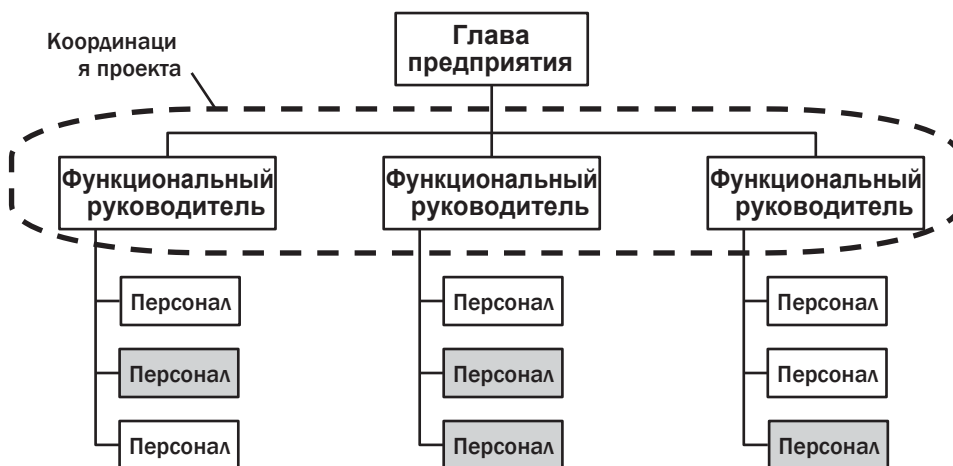 Координаци
я проекта
Глава
предприятия
Функциональный
руководитель
Функциональный
руководитель
Функциональный
руководитель
Персонал
Персонал
Персонал
Персонал
Персонал
Персонал
Персонал
Персонал
Персонал